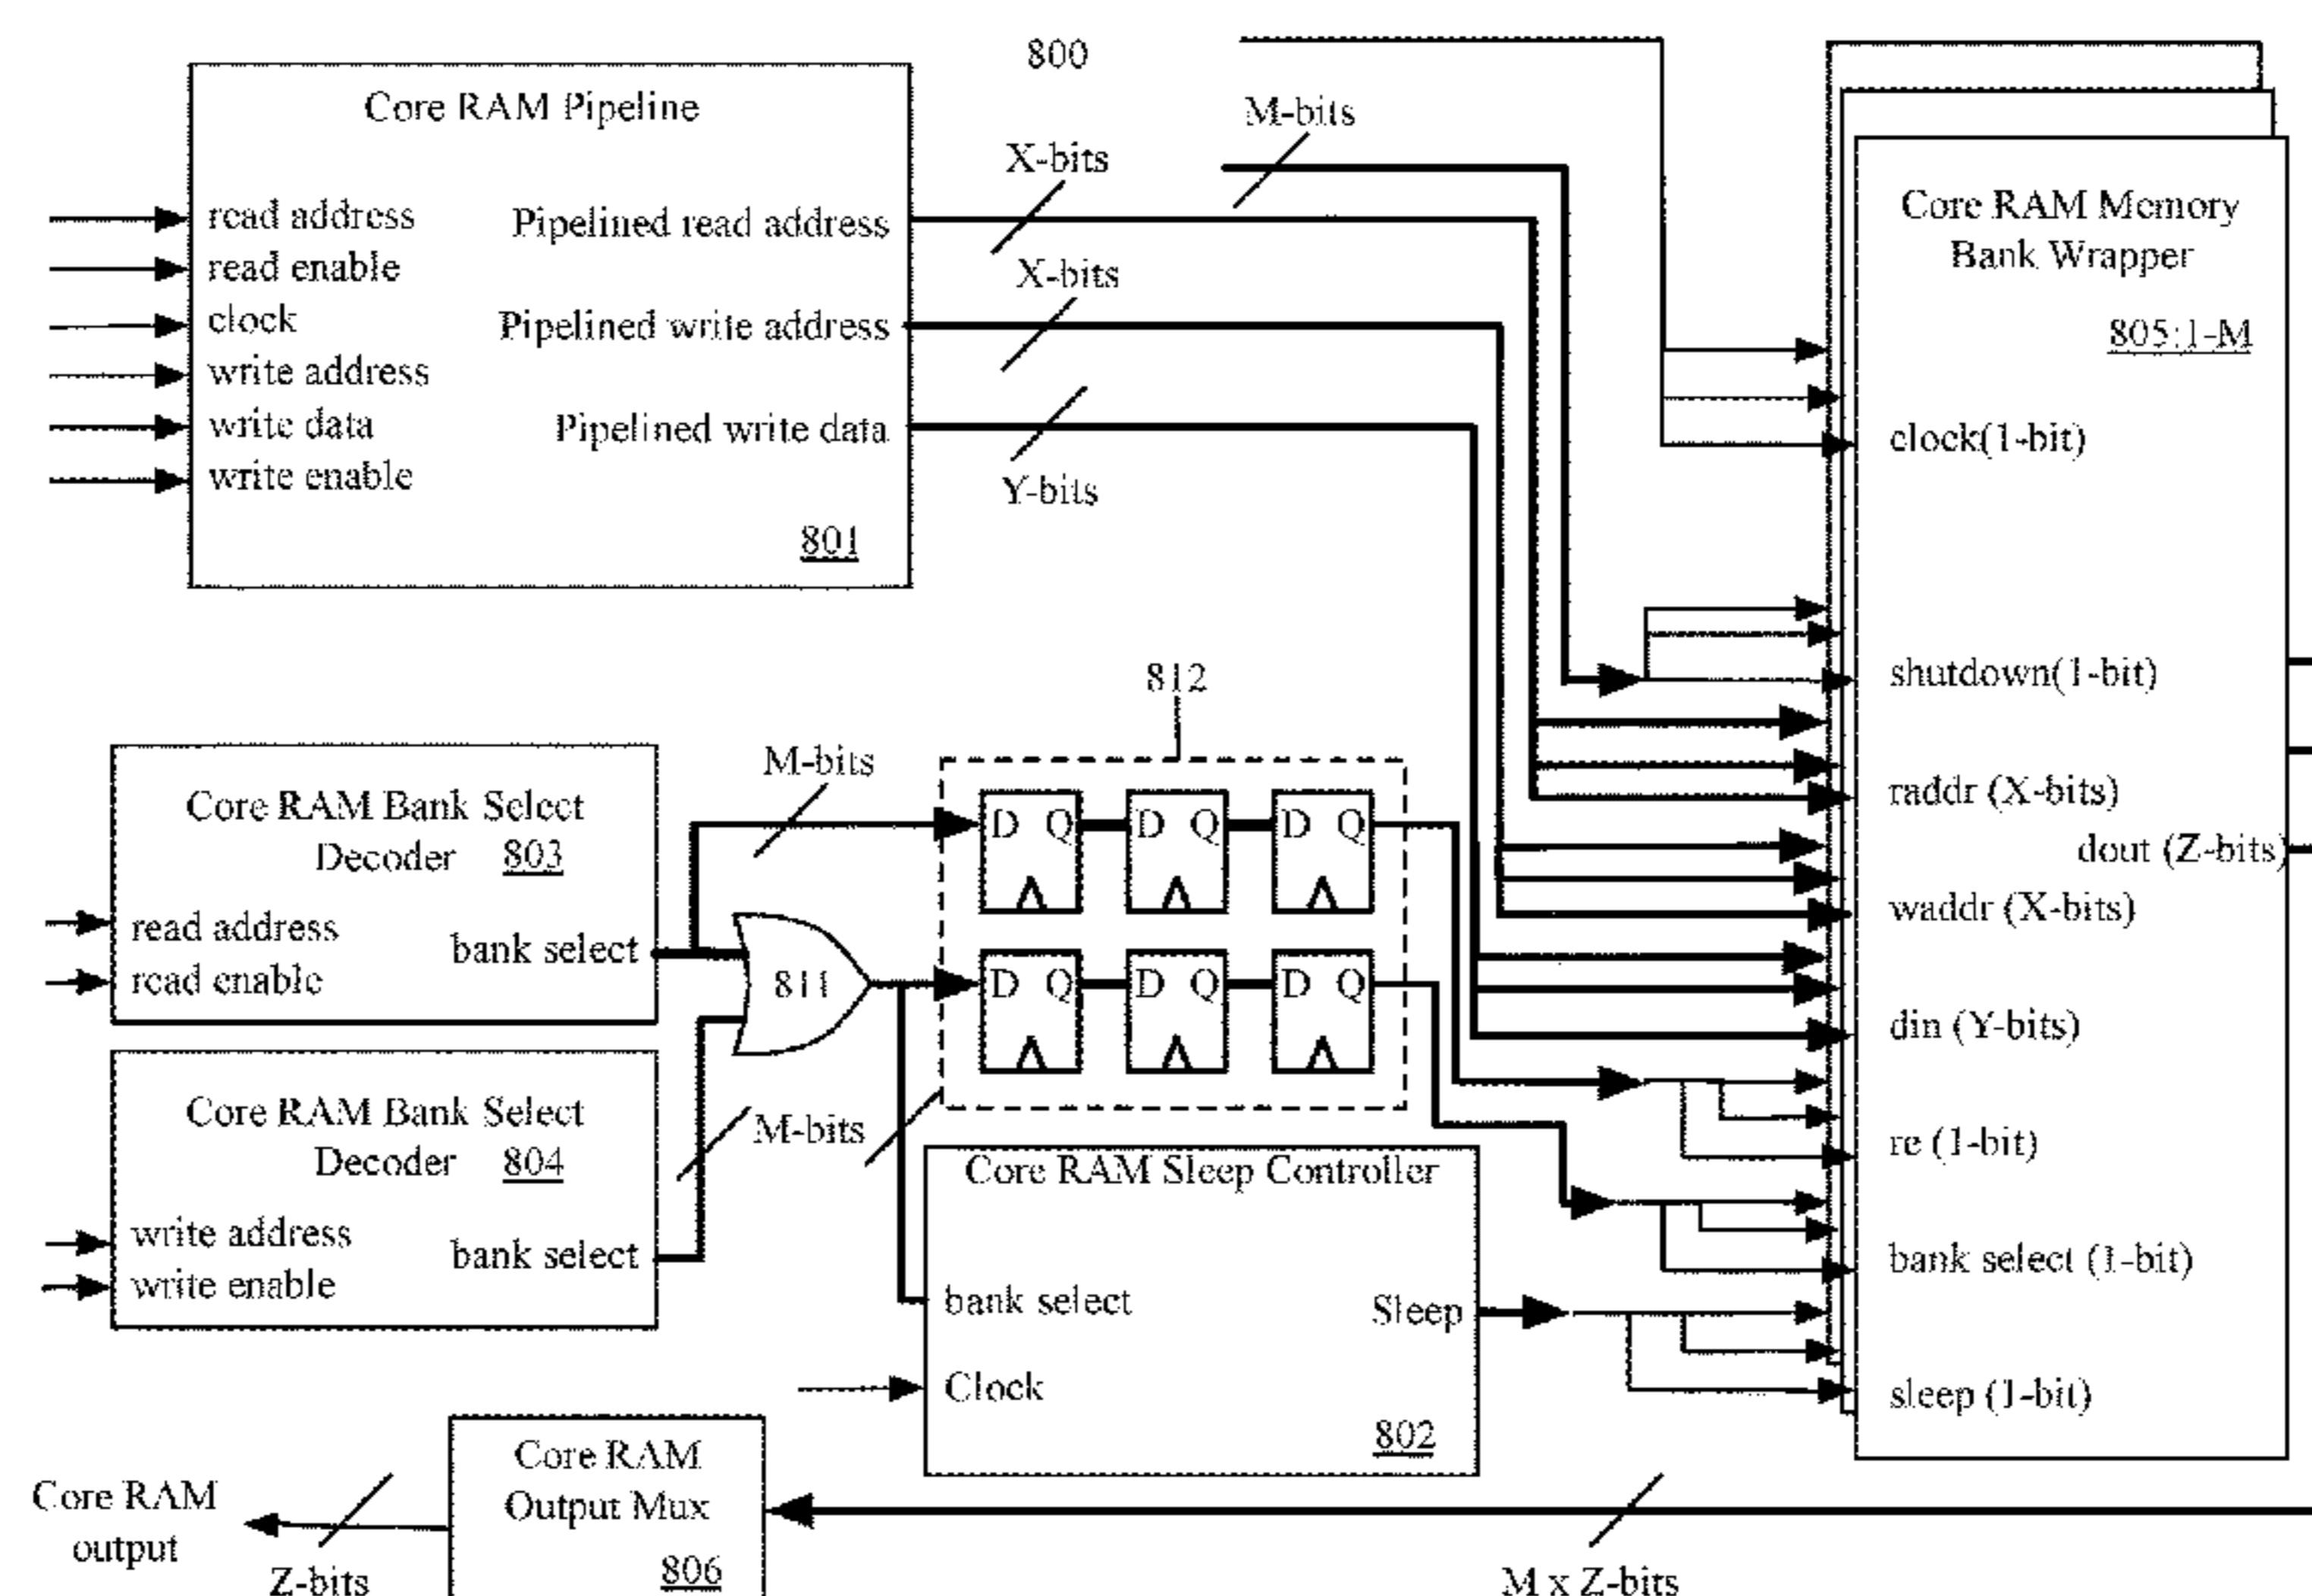 800
Core RAM Pipeline
M-bits
X-bits
read address
Pipelined read address
read enable
X-bits
clock
Pipelined write address
write address
write data
Pipelined write data
write enable
Y-bits
801
Core RAM Memory
Bank Wrapper
805:1-M
clock(1-bit)
shutdown(1-bit)
raddr (X-bits)
dout (Z-bits)
waddr (X-bits)
din (Y-bits)
re (1-bit)
bank select (1-bit)
sleep (1-bit)
812
M-bits
Core RAM Bank Select
Decoder 803
read address
read enable
bank select
811
D Q D Q D Q
D Q D Q D Q
M-bits
Core RAM Bank Select
Decoder 804
write address
write enable
bank select
Core RAM Sleep Controller
bank select
Sleep
Clock
802
Core RAM
Output Mux
806
Core RAM
output
Z-bits
M x Z-bits